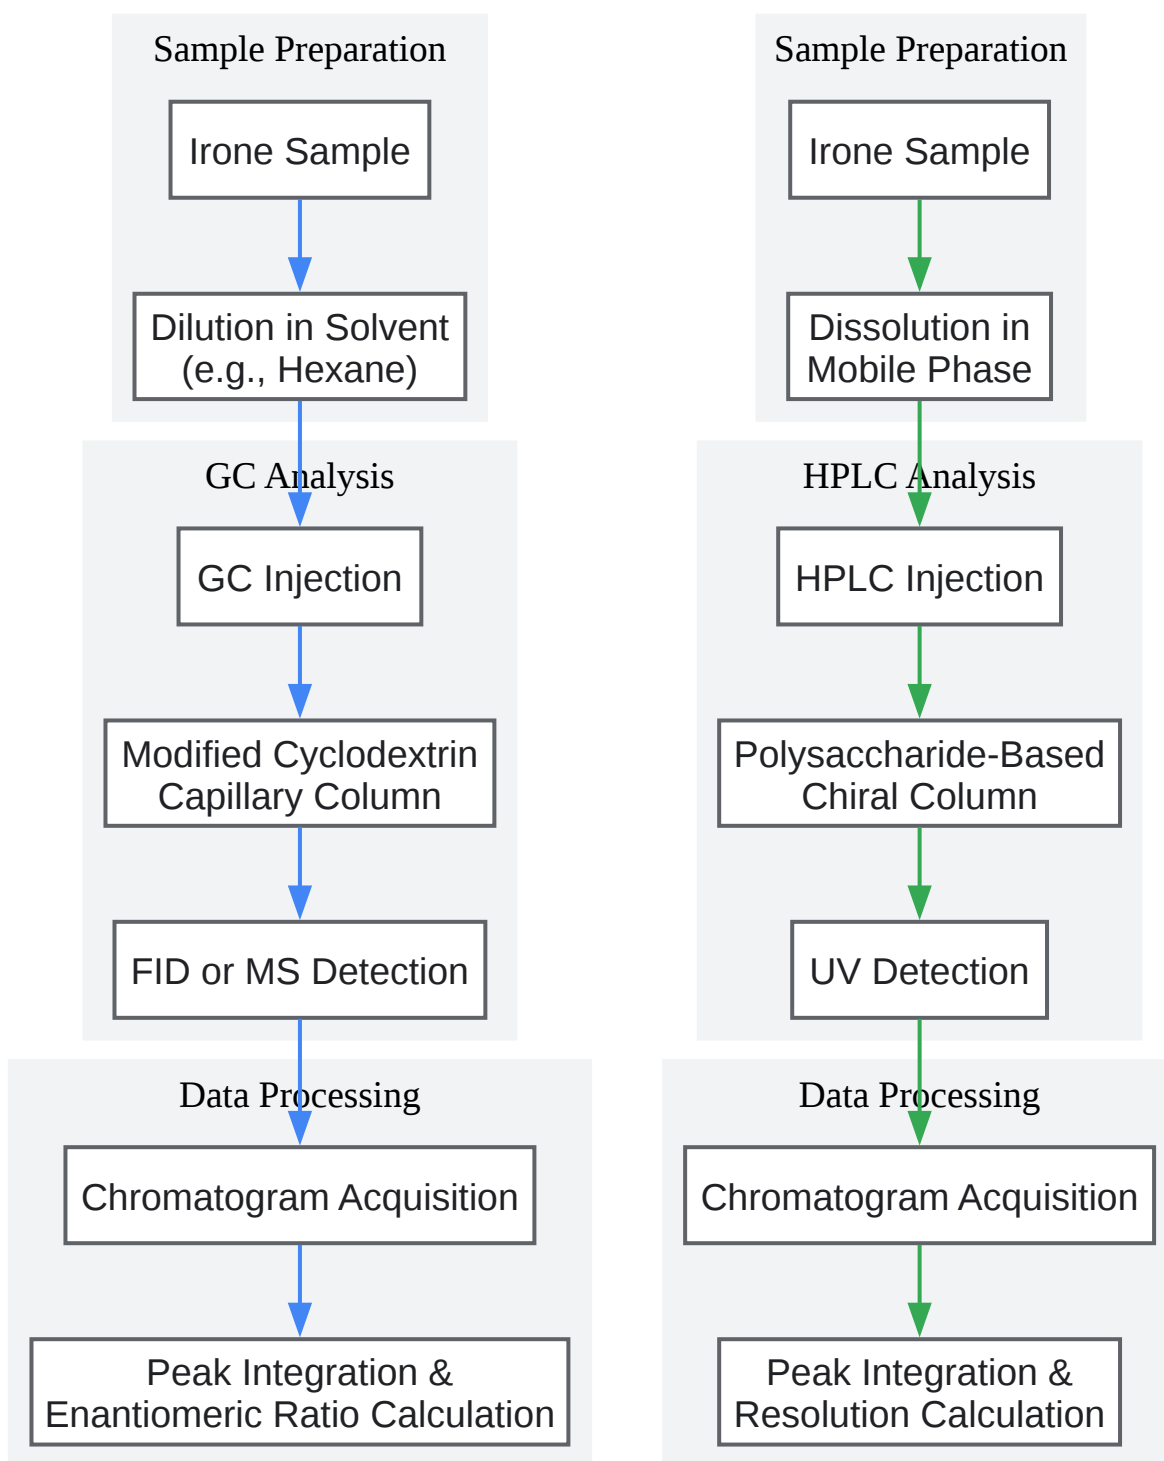 Sample Preparation
Irone Sample
Dilution in Solvent
(e.g., Hexane)
GC Analysis
GC Injection
Modified Cyclodextrin
Capillary Column
FID or MS Detection
Data Processing
Chromatogram Acquisition
Peak Integration &
Enantiomeric Ratio Calculation
Sample Preparation
Irone Sample
Dissolution in
Mobile Phase
HPLC Analysis
HPLC Injection
Polysaccharide-Based
Chiral Column
UV Detection
Data Processing
Chromatogram Acquisition
Peak Integration &
Resolution Calculation